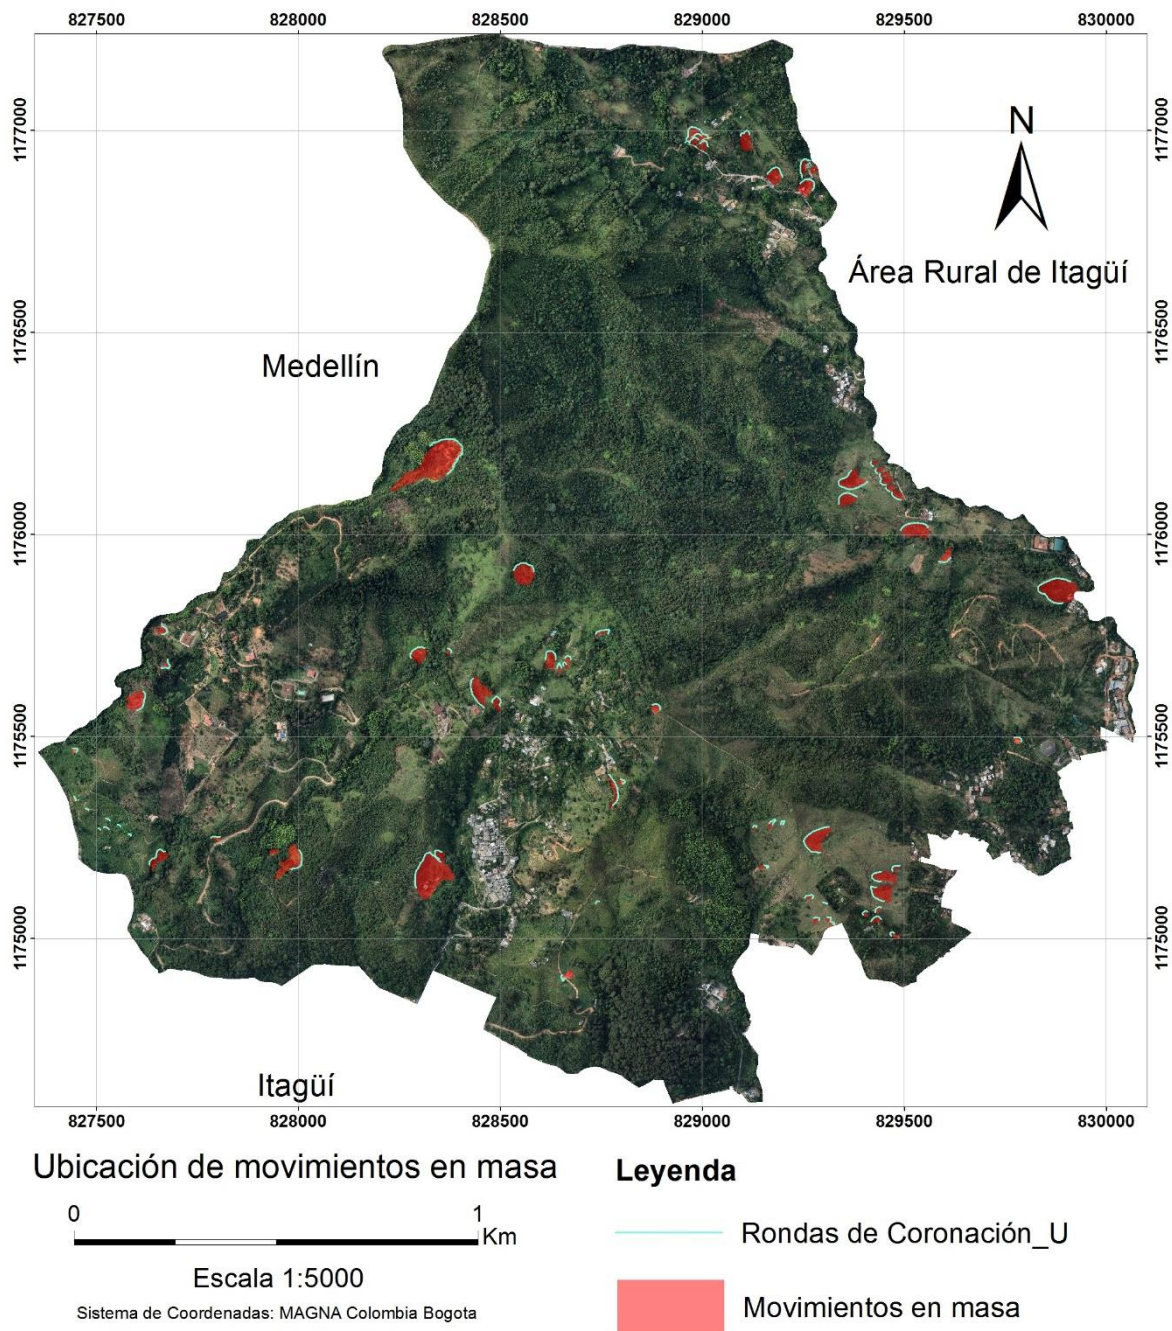 827500 828000 828500 829000 829500 830000
1177000 1177000
N
Área Rural de Itagüí
1176500 1176500
Medellín
1176000 1176000
1175500 1175500
1175000 1175000
Itagüí
827500 828000 828500 829000 829500 830000
Ubicación de movimientos en masa
0 1
Km
Escala 1:5000
Sistema de Coordenadas: MAGNA Colombia Bogota
Leyenda
Rondas de Coronación_U
Movimientos en masa